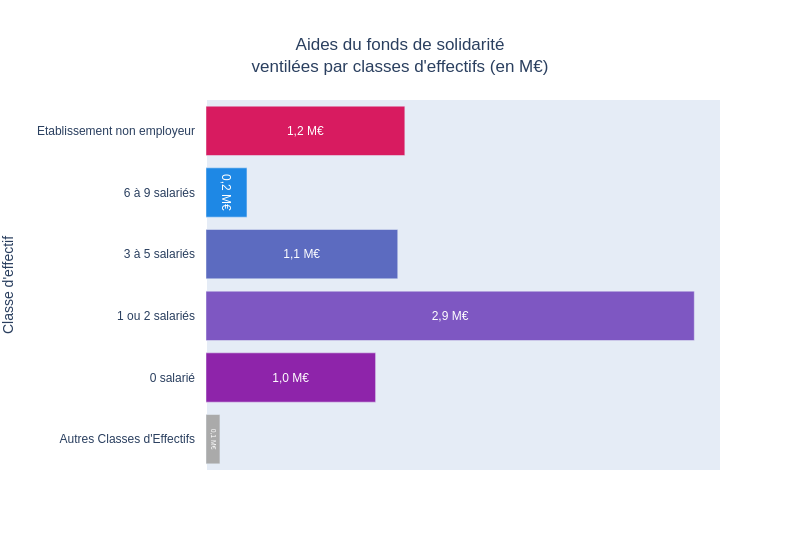 Aides du fonds de solidarité
ventilées par classes d'effectifs (en M€)
Classe d'effectif
Etablissement non employeur
1,2 M€
6 à 9 salariés
0,2 M€
3 à 5 salariés
1,1 M€
1 ou 2 salariés
2,9 M€
0 salarié
1,0 M€
Autres Classes d'Effectifs
0,1 M€